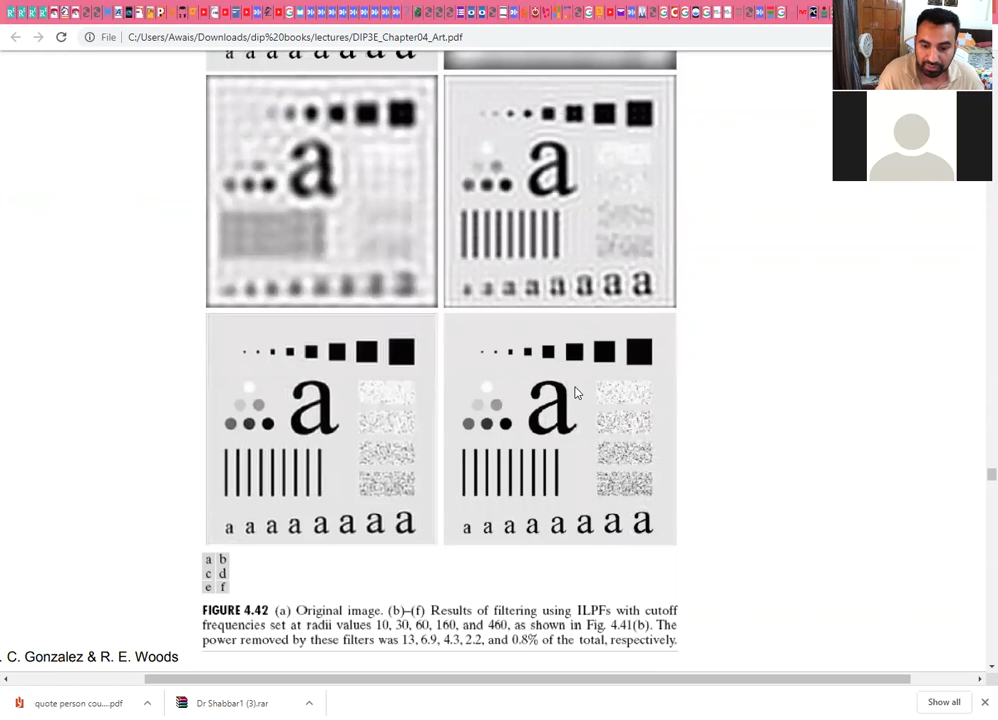 File
C:/Users/Awais/Downloads/dip%20books/lectures/DIP3E_Chapter04_Art.pdf
a a a a a a a a
a
a
a a a a a a a a
a
a
a a a a a a a a
a a a a a a a a
a b
c d
e f
FIGURE 4.42 (a) Original image. (b)–(f) Results of filtering using ILPFs with cutoff
frequencies set at radii values 10, 30, 60, 160, and 460, as shown in Fig. 4.41(b). The
power removed by these filters was 13, 6.9, 4.3, 2.2, and 0.8% of the total, respectively.
. C. Gonzalez & R. E. Woods
quote person cou....pdf
Dr Shabbar1 (3).rar
Show all